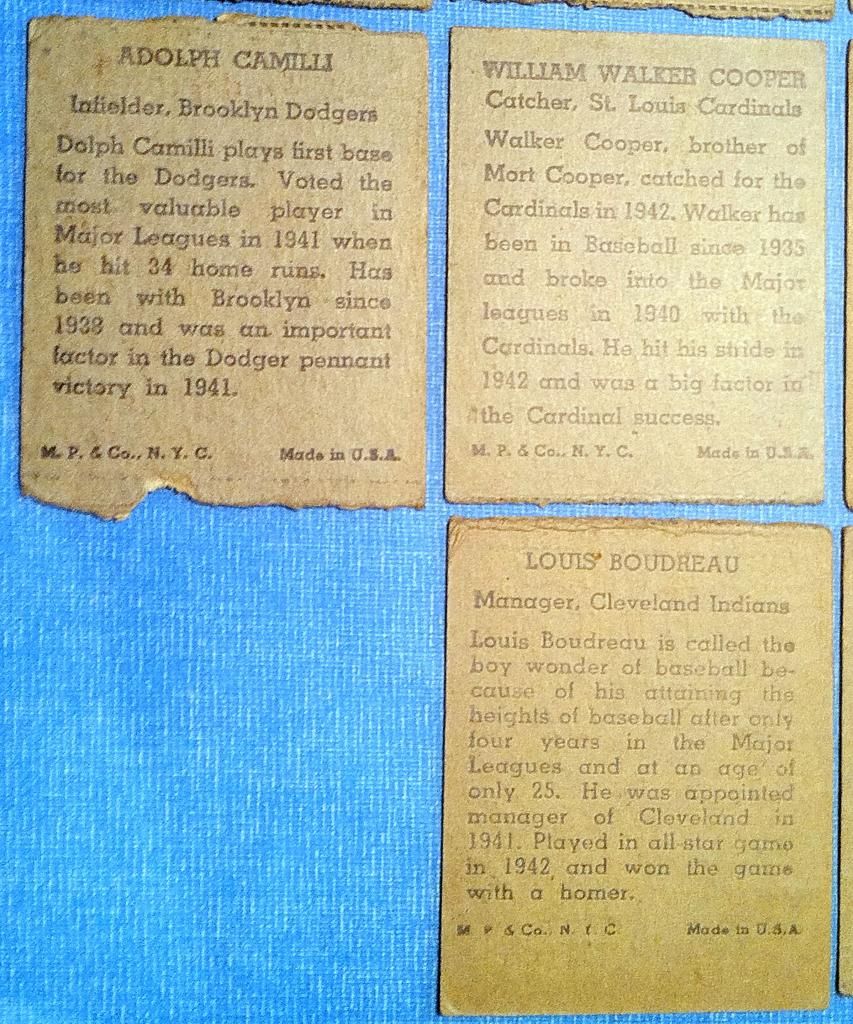 ADOLPH CAMILLI
Infielder, Brooklyn Dodgers
Dolph Camilli plays first base
for the Dodgers. Voted the
most valuable player in
Major Leagues in 1941 when
he hit 34 home runs. Has
been with Brooklyn since
1938 and was an important
factor in the Dodger pennant
victory in 1941.
M. P. & Co., N. Y. C. Made in U.S.A.
WILLIAM WALKER COOPER
Catcher, St. Louis Cardinals
Walker Cooper, brother of
Mort Cooper, catched for the
Cardinals in 1942. Walker has
been in Baseball since 1935
and broke into the Major
leagues in 1940 with the
Cardinals. He hit his stride in
1942 and was a big factor in
the Cardinal success.
M. P. & Co., N. Y. C. Made in U.S.A.
LOUIS BOUDREAU
Manager, Cleveland Indians
Louis Boudreau is called the
boy wonder of baseball be-
cause of his attaining the
heights of baseball after only
four years in the Major
Leagues and at an age of
only 25. He was appointed
manager of Cleveland in
1941. Played in all-star game
in 1942 and won the game
with a homer.
M P & Co., N. Y. C Made in U.S.A